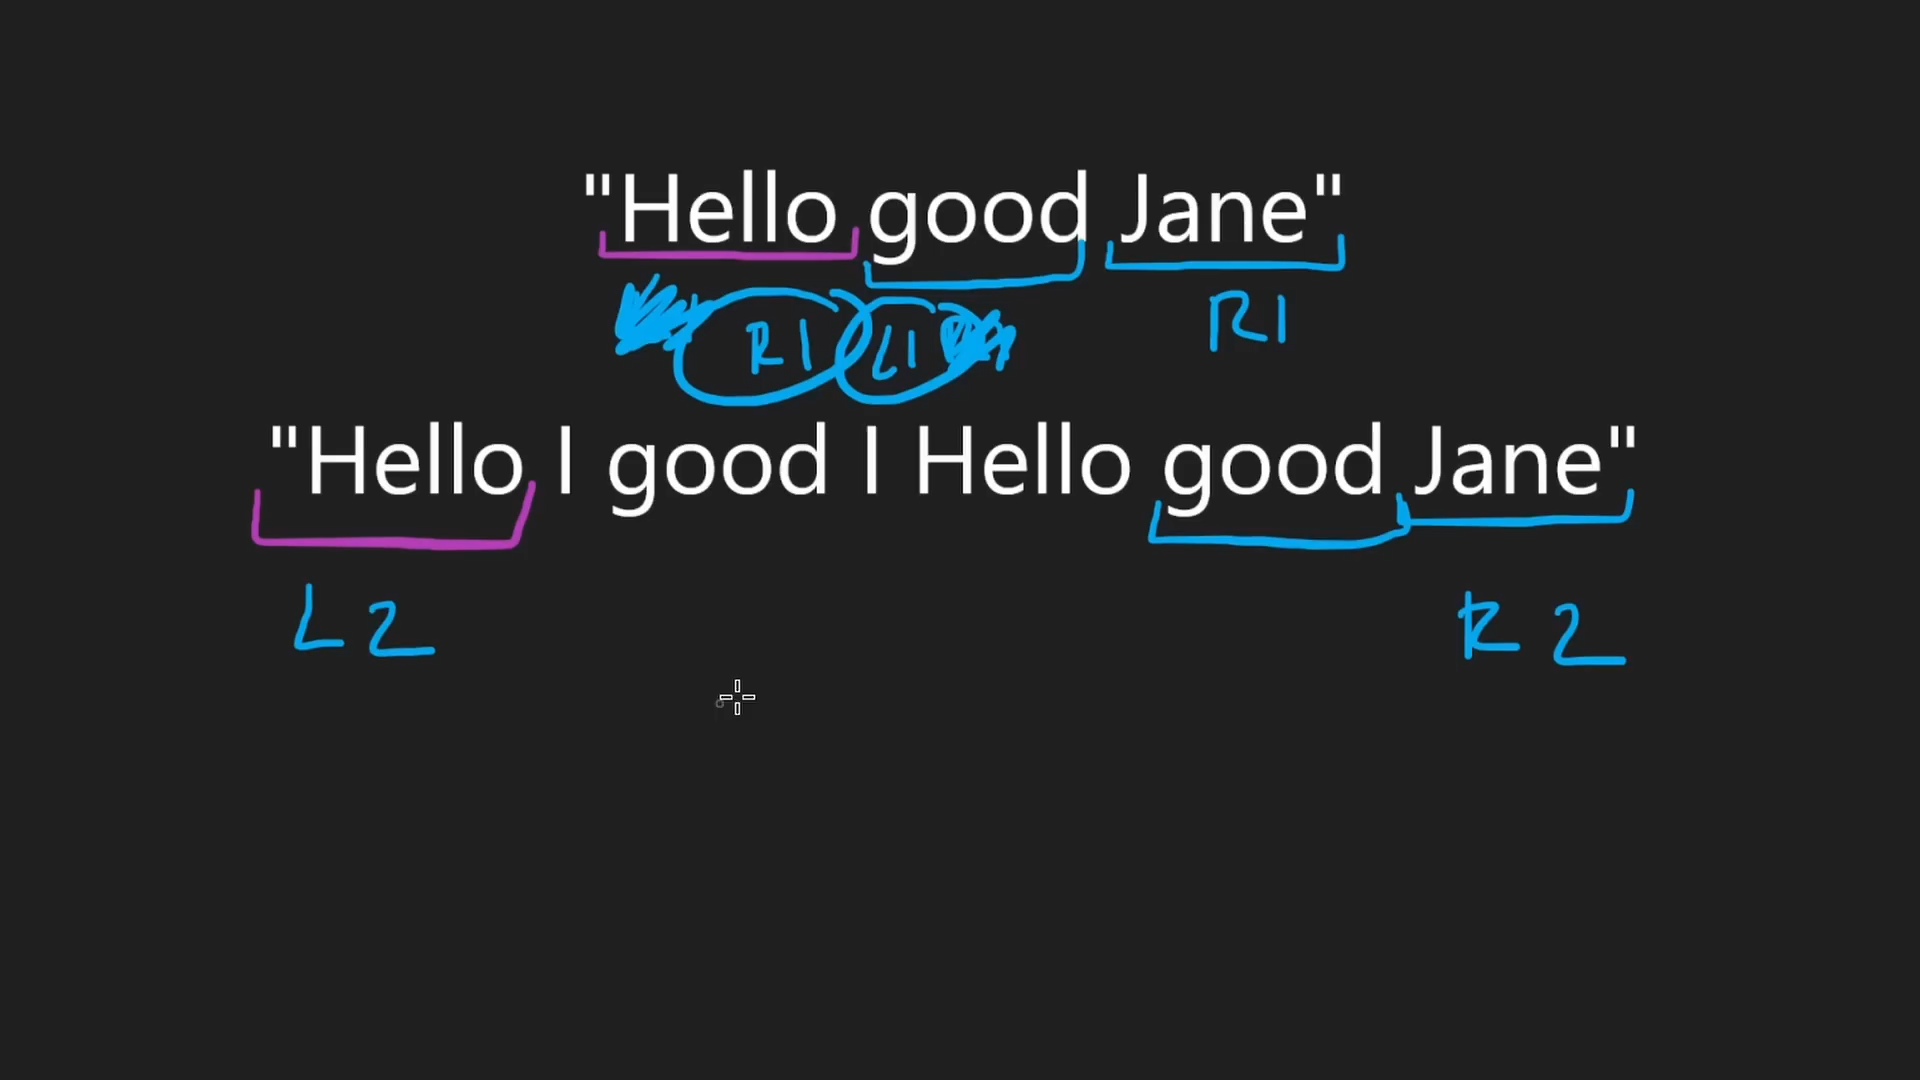 "Hello good Jane"
R1 L1 R1
"Hello I good I Hello good Jane"
L2 R2